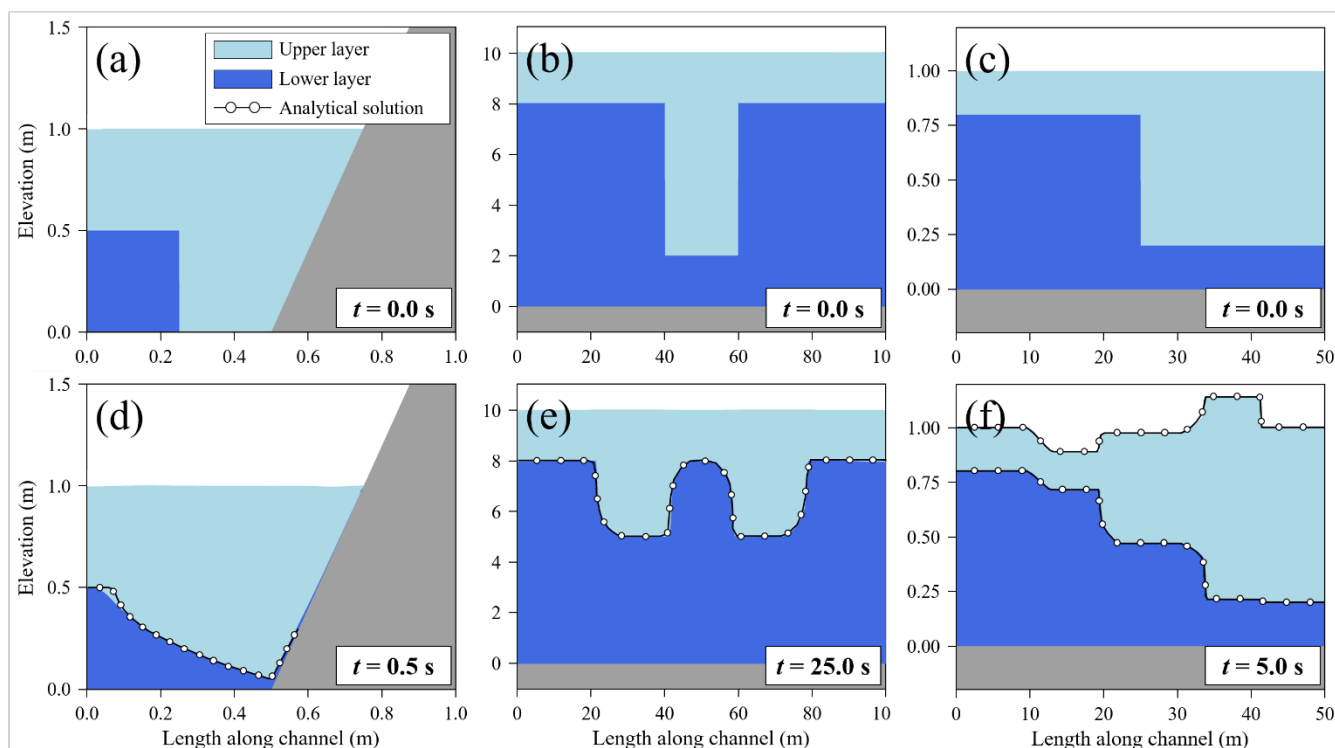 (a)
Upper layer
Lower layer
Analytical solution
1.5
1.0
0.5
0.0
Elevation (m)
t = 0.0 s
0.0 0.2 0.4 0.6 0.8 1.0
(b)
10
8
6
4
2
0
t = 0.0 s
0 20 40 60 80 10
(c)
1.00
0.75
0.50
0.25
0.00
t = 0.0 s
0 10 20 30 40 50
(d)
1.5
1.0
0.5
0.0
Elevation (m)
t = 0.5 s
0.0 0.2 0.4 0.6 0.8 1.0
Length along channel (m)
(e)
10
8
6
4
2
0
t = 25.0 s
0 20 40 60 80 10
Length along channel (m)
(f)
1.00
0.75
0.50
0.25
0.00
t = 5.0 s
0 10 20 30 40 50
Length along channel (m)